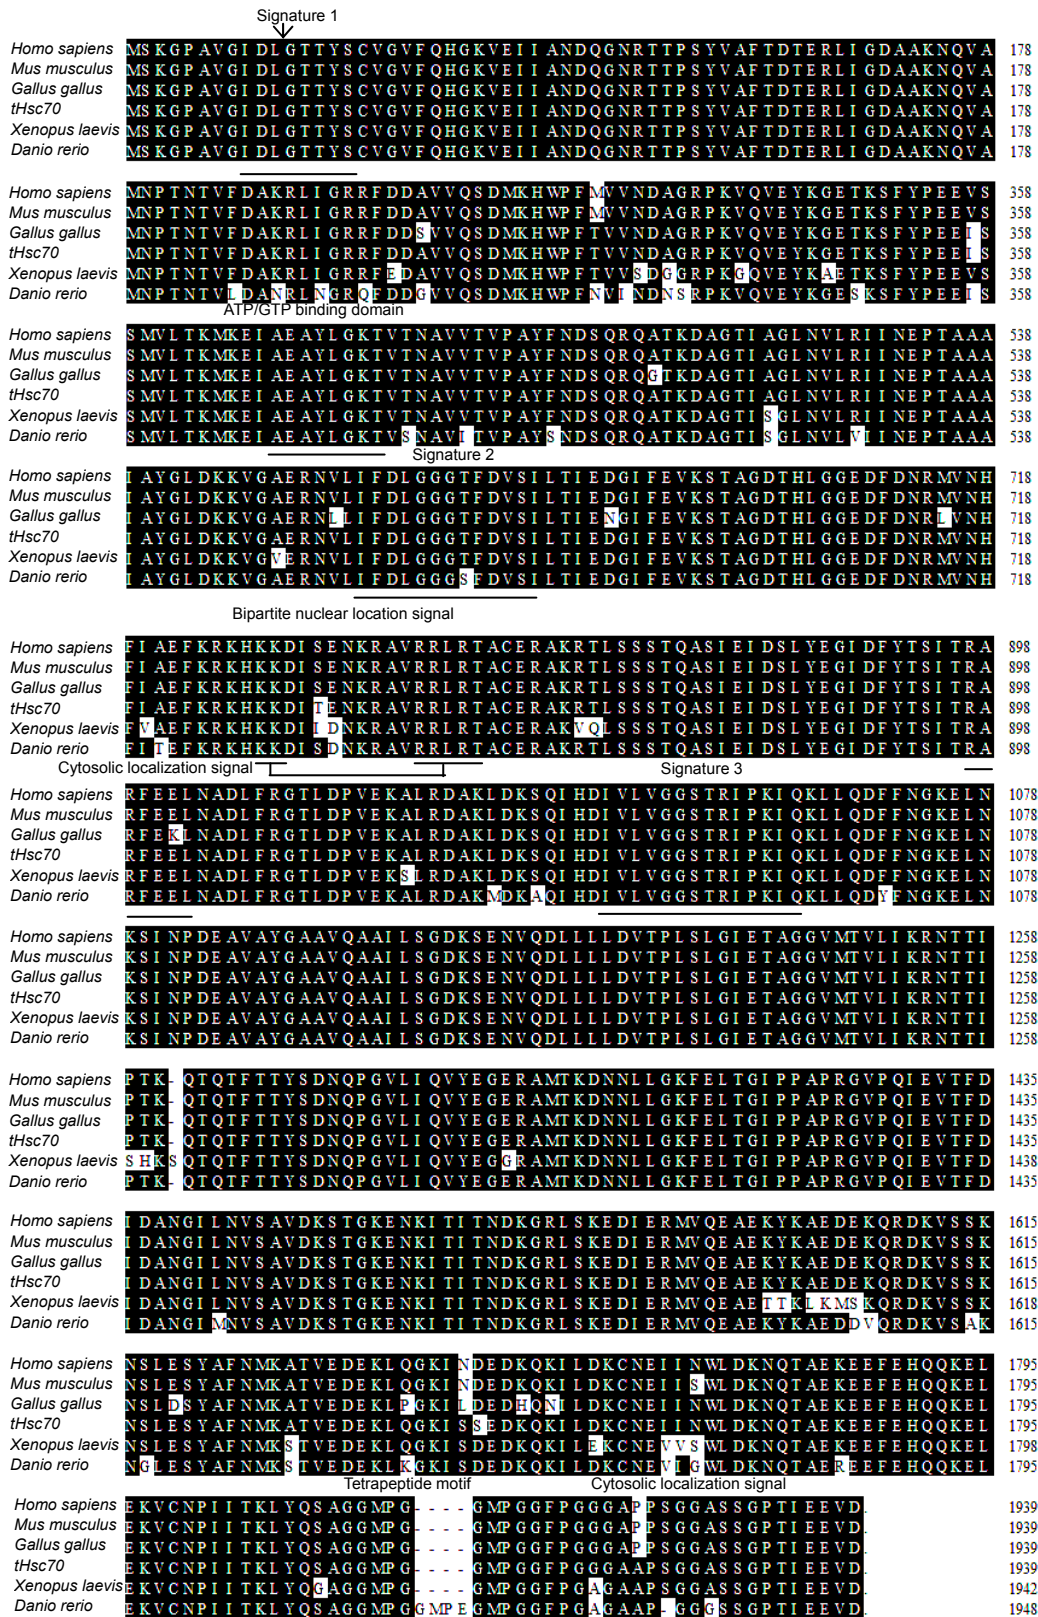 Signature 1
Homo sapiens MSKGPAVGIDLGTTYSCVGVFQHGKVEIIANDQGNRTTPSYVAFTDTERLIGDAAKNQVA 178
Mus musculus MSKGPAVGIDLGTTYSCVGVFQHGKVEIIANDQGNRTTPSYVAFTDTERLIGDAAKNQVA 178
Gallus gallus MSKGPAVGIDLGTTYSCVGVFQHGKVEIIANDQGNRTTPSYVAFTDTERLIGDAAKNQVA 178
tHsc70 MSKGPAVGIDLGTTYSCVGVFQHGKVEIIANDQGNRTTPSYVAFTDTERLIGDAAKNQVA 178
Xenopus laevis MSKGPAVGIDLGTTYSCVGVFQHGKVEIIANDQGNRTTPSYVAFTDTERLIGDAAKNQVA 178
Danio rerio MSKGPAVGIDLGTTYSCVGVFQHGKVEIIANDQGNRTTPSYVAFTDTERLIGDAAKNQVA 178
Homo sapiens MNPTNTVFDAKRLIGRRFDDAVVQSDMKHWPFMVVNDAGRPKVQVEYKGETKSFYPEEVS 358
Mus musculus MNPTNTVFDAKRLIGRRFDDAVVQSDMKHWPFMVVNDAGRPKVQVEYKGETKSFYPEEVS 358
Gallus gallus MNPTNTVFDAKRLIGRRFDDSVVQSDMKHWPFTVVNDAGRPKVQVEYKGETKSFYPEEIS 358
tHsc70 MNPTNTVFDAKRLIGRRFDDAVVQSDMKHWPFTVVNDAGRPKVQVEYKGETKSFYPEEIS 358
Xenopus laevis MNPTNTVFDAKRLIGRRFEDAVVQSDMKHWPFTVVSDGGRPKGQVEYKAETKSFYPEEVS 358
Danio rerio MNPTNTVLDANRLNGRQFDDGVVQSDMKHWPFNVINDNSRPKVQVEYKGESKSFYPEEIS 358
ATP/GTP binding domain
Homo sapiens SMVLTKMKEIAEAYLGKTVTNAVVTVPAYFNDSQRQATKDAGTIAGLNVLRIINEPTAAA 538
Mus musculus SMVLTKMKEIAEAYLGKTVTNAVVTVPAYFNDSQRQATKDAGTIAGLNVLRIINEPTAAA 538
Gallus gallus SMVLTKMKEIAEAYLGKTVTNAVVTVPAYFNDSQRQGTKDAGTIAGLNVLRIINEPTAAA 538
tHsc70 SMVLTKMKEIAEAYLGKTVTNAVVTVPAYFNDSQRQATKDAGTIAGLNVLRIINEPTAAA 538
Xenopus laevis SMVLTKMKEIAEAYLGKTVTNAVVTVPAYFNDSQRQATKDAGTISGLNVLRIINEPTAAA 538
Danio rerio SMVLTKMKEIAEAYLGKTVSNAVITVPAYSNDSQRQATKDAGTISGLNVLVIINEPTAAA 538
Signature 2
Homo sapiens IAYGLDKKVGAERNVLIFDLGGGTFDVSILTIEDGIFEVKSTAGDTHLGGEDFDNRMVNH 718
Mus musculus IAYGLDKKVGAERNVLIFDLGGGTFDVSILTIEDGIFEVKSTAGDTHLGGEDFDNRMVNH 718
Gallus gallus IAYGLDKKVGAERNLLIFDLGGGTFDVSILTIENGIFEVKSTAGDTHLGGEDFDNRLVNH 718
tHsc70 IAYGLDKKVGAERNVLIFDLGGGTFDVSILTIEDGIFEVKSTAGDTHLGGEDFDNRMVNH 718
Xenopus laevis IAYGLDKKVGVERNVLIFDLGGGTFDVSILTIEDGIFEVKSTAGDTHLGGEDFDNRMVNH 718
Danio rerio IAYGLDKKVGAERNVLIFDLGGGSFDVSILTIEDGIFEVKSTAGDTHLGGEDFDNRMVNH 718
Bipartite nuclear location signal
Homo sapiens FIAEFKRKHKKDISENKRAVRRLRTACERAKRTLSSSTQASIEIDSLYEGIDFYTSITRA 898
Mus musculus FIAEFKRKHKKDISENKRAVRRLRTACERAKRTLSSSTQASIEIDSLYEGIDFYTSITRA 898
Gallus gallus FIAEFKRKHKKDISENKRAVRRLRTACERAKRTLSSSTQASIEIDSLYEGIDFYTSITRA 898
tHsc70 FIAEFKRKHKKDITENKRAVRRLRTACERAKRTLSSSTQASIEIDSLYEGIDFYTSITRA 898
Xenopus laevis FVAEFKRKHKKDIIDNKRAVRRLRTACERAKVQLSSSTQASIEIDSLYEGIDFYTSITRA 898
Danio rerio FITEFKRKHKKDISDNKRAVRRLRTACERAKRTLSSSTQASIEIDSLYEGIDFYTSITRA 898
Cytosolic localization signal Signature 3
Homo sapiens RFEELNADLFRGTLDPVEKALRDAKLDKSQIHDIVLVGGSTRIPKIQKLLQDFFNGKELN 1078
Mus musculus RFEELNADLFRGTLDPVEKALRDAKLDKSQIHDIVLVGGSTRIPKIQKLLQDFFNGKELN 1078
Gallus gallus RFEKLNADLFRGTLDPVEKALRDAKLDKSQIHDIVLVGGSTRIPKIQKLLQDFFNGKELN 1078
tHsc70 RFEELNADLFRGTLDPVEKALRDAKLDKSQIHDIVLVGGSTRIPKIQKLLQDFFNGKELN 1078
Xenopus laevis RFEELNADLFRGTLDPVEKSLRDAKLDKSQIHDIVLVGGSTRIPKIQKLLQDFFNGKELN 1078
Danio rerio RFEELNADLFRGTLDPVEKALRDAKMDKAQIHDIVLVGGSTRIPKIQKLLQDYFNGKELN 1078
Homo sapiens KSINPDEAVAYGAAVQAAILSGDKSENVQDLLLLDVTPLSLGIETAGGVMTVLIKRNTTI 1258
Mus musculus KSINPDEAVAYGAAVQAAILSGDKSENVQDLLLLDVTPLSLGIETAGGVMTVLIKRNTTI 1258
Gallus gallus KSINPDEAVAYGAAVQAAILSGDKSENVQDLLLLDVTPLSLGIETAGGVMTVLIKRNTTI 1258
tHsc70 KSINPDEAVAYGAAVQAAILSGDKSENVQDLLLLDVTPLSLGIETAGGVMTVLIKRNTTI 1258
Xenopus laevis KSINPDEAVAYGAAVQAAILSGDKSENVQDLLLLDVTPLSLGIETAGGVMTVLIKRNTTI 1258
Danio rerio KSINPDEAVAYGAAVQAAILSGDKSENVQDLLLLDVTPLSLGIETAGGVMTVLIKRNTTI 1258
Homo sapiens PTK-QTQTFTTYSDNQPGVLIQVYEGERAMTKDNNLLGKFELTGIPPAPRGVPQIEVTFD 1435
Mus musculus PTK-QTQTFTTYSDNQPGVLIQVYEGERAMTKDNNLLGKFELTGIPPAPRGVPQIEVTFD 1435
Gallus gallus PTK-QTQTFTTYSDNQPGVLIQVYEGERAMTKDNNLLGKFELTGIPPAPRGVPQIEVTFD 1435
tHsc70 PTK-QTQTFTTYSDNQPGVLIQVYEGERAMTKDNNLLGKFELTGIPPAPRGVPQIEVTFD 1435
Xenopus laevis SHKSQTQTFTTYSDNQPGVLIQVYEGGRAMTKDNNLLGKFELTGIPPAPRGVPQIEVTFD 1438
Danio rerio PTK-QTQTFTTYSDNQPGVLIQVYEGERAMTKDNNLLGKFELTGIPPAPRGVPQIEVTFD 1435
Homo sapiens IDANGILNVSAVDKSTGKENKITITNDKGRLSKEDIERMVQEAEKYKAEDEKQRDKVSSK 1615
Mus musculus IDANGILNVSAVDKSTGKENKITITNDKGRLSKEDIERMVQEAEKYKAEDEKQRDKVSSK 1615
Gallus gallus IDANGILNVSAVDKSTGKENKITITNDKGRLSKEDIERMVQEAEKYKAEDEKQRDKVSSK 1615
tHsc70 IDANGILNVSAVDKSTGKENKITITNDKGRLSKEDIERMVQEAEKYKAEDEKQRDKVSSK 1615
Xenopus laevis IDANGILNVSAVDKSTGKENKITITNDKGRLSKEDIERMVQEAETTKLKMSKQRDKVSSK 1618
Danio rerio IDANGIMNVSAVDKSTGKENKITITNDKGRLSKEDIERMVQEAEKYKAEDDVQRDKVSAK 1615
Homo sapiens NSLESYAFNMKATVEDEKLQGKINDEDKQKILDKCNEIINWLDKNQTAEKEEFEHQQKEL 1795
Mus musculus NSLESYAFNMKATVEDEKLQGKINDEDKQKILDKCNEIISWLDKNQTAEKEEFEHQQKEL 1795
Gallus gallus NSLDSYAFNMKATVEDEKLPGKILDEDHQNILDKCNEIINWLDKNQTAEKEEFEHQQKEL 1795
tHsc70 NSLESYAFNMKATVEDEKLQGKISSEDKQKILDKCNEIINWLDKNQTAEKEEFEHQQKEL 1795
Xenopus laevis NSLESYAFNMKSTVEDEKLQGKISDEDKQKILEKCNEVVSWLDKNQTAEKEEFEHQQKEL 1798
Danio rerio NGLESYAFNMKSTVEDEKLKGKISDEDKQKILDKCNEVIGWLDKNQTAEREEFEHQQKEL 1795
Tetrapeptide motif Cytosolic localization signal
Homo sapiens EKVCNPIITKLYQSAGGMPG----GMPGGFPGGGAPPSGGASSGPTIEEVD. 1939
Mus musculus EKVCNPIITKLYQSAGGMPG----GMPGGFPGGGAPPSGGASSGPTIEEVD. 1939
Gallus gallus EKVCNPIITKLYQSAGGMPG----GMPGGFPGGGAPPSGGASSGPTIEEVD. 1939
tHsc70 EKVCNPIITKLYQSAGGMPG----GMPGGFPGGGAAPSGGASSGPTIEEVD. 1939
Xenopus laevis EKVCNPIITKLYQGAGGMPG----GMPGGFPGAGAAPSGGASSGPTIEEVD. 1942
Danio rerio EKVCNPIITKLYQSAGGMPGGMPEGMPGGFPGAGAAP-GGGSSGPTIEEVD. 1948